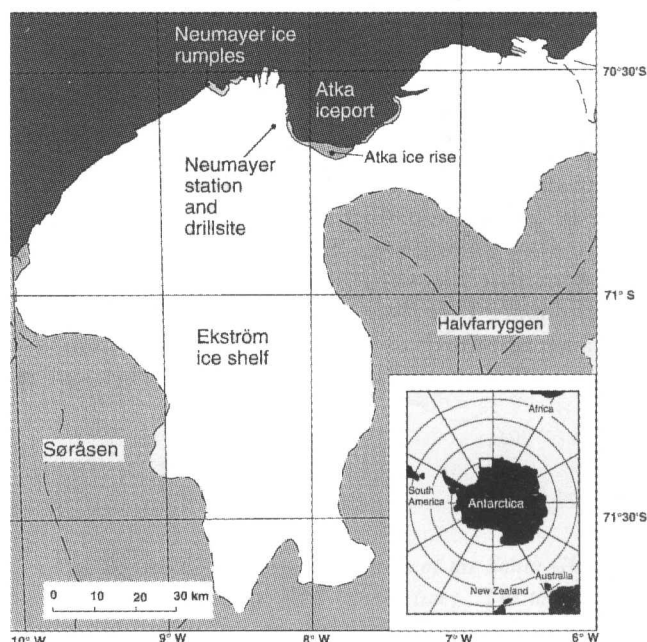 Neumayer ice
rumples
Atka
iceport
70°30'S
Neumayer
station
and
drillsite
Atka ice rise
71° S
Halvfarryggen
Ekström
ice shelf
Søråsen
Africa
South
America
Antarctica
New Zealand
Australia
71°30'S
0 10 20 30 km
10° W
9° W
8° W
7° W
6° W